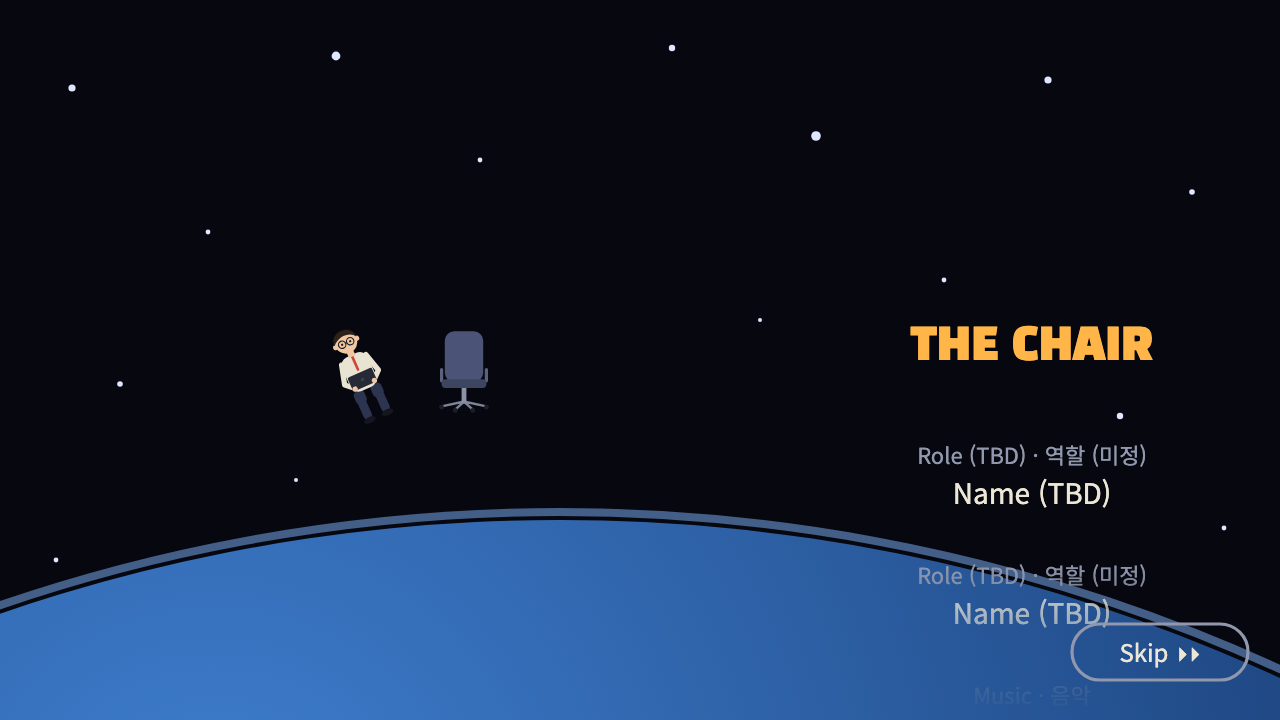 THE CHAIR
Role (TBD) · 역할 (미정)
Name (TBD)
Role (TBD) · 역할 (미정)
Name (TBD)
Skip
Music · 음악